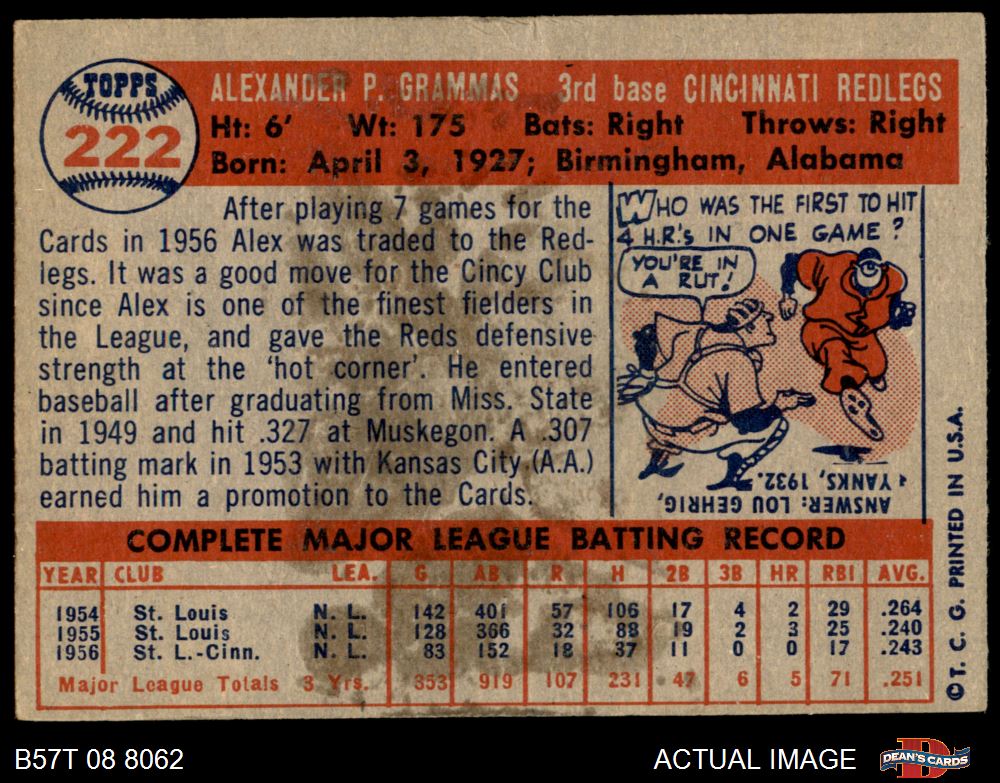 TOPPS
222
ALEXANDER P. GRAMMAS 3rd base CINCINNATI REDLEGS
Ht: 6' Wt: 175 Bats: Right Throws: Right
Born: April 3, 1927; Birmingham, Alabama
After playing 7 games for the
Cards in 1956 Alex was traded to the Red-
legs. It was a good move for the Cincy Club
since Alex is one of the finest fielders in
the League, and gave the Reds defensive
strength at the 'hot corner'. He entered
baseball after graduating from Miss. State
in 1949 and hit .327 at Muskegon. A .307
batting mark in 1953 with Kansas City (A.A.)
earned him a promotion to the Cards.
WHO WAS THE FIRST TO HIT
4 H.R.'s IN ONE GAME?
YOU'RE IN
A RUT!
ANSWER: LOU GEHRIG,
YANKS, 1932.
COMPLETE MAJOR LEAGUE BATTING RECORD
YEAR CLUB LEA. G AB R H 2B 3B HR RBI AVG.
1954 St. Louis N. L. 142 401 57 106 17 4 2 29 .264
1955 St. Louis N. L. 128 366 32 88 19 2 3 25 .240
1956 St. L.-Cinn. N. L. 83 152 18 37 11 0 0 17 .243
Major League Totals 3 Yrs. 353 919 107 231 47 6 5 71 .251
© T. C. G. PRINTED IN U.S.A.
B57T 08 8062
ACTUAL IMAGE
DEAN'S CARDS